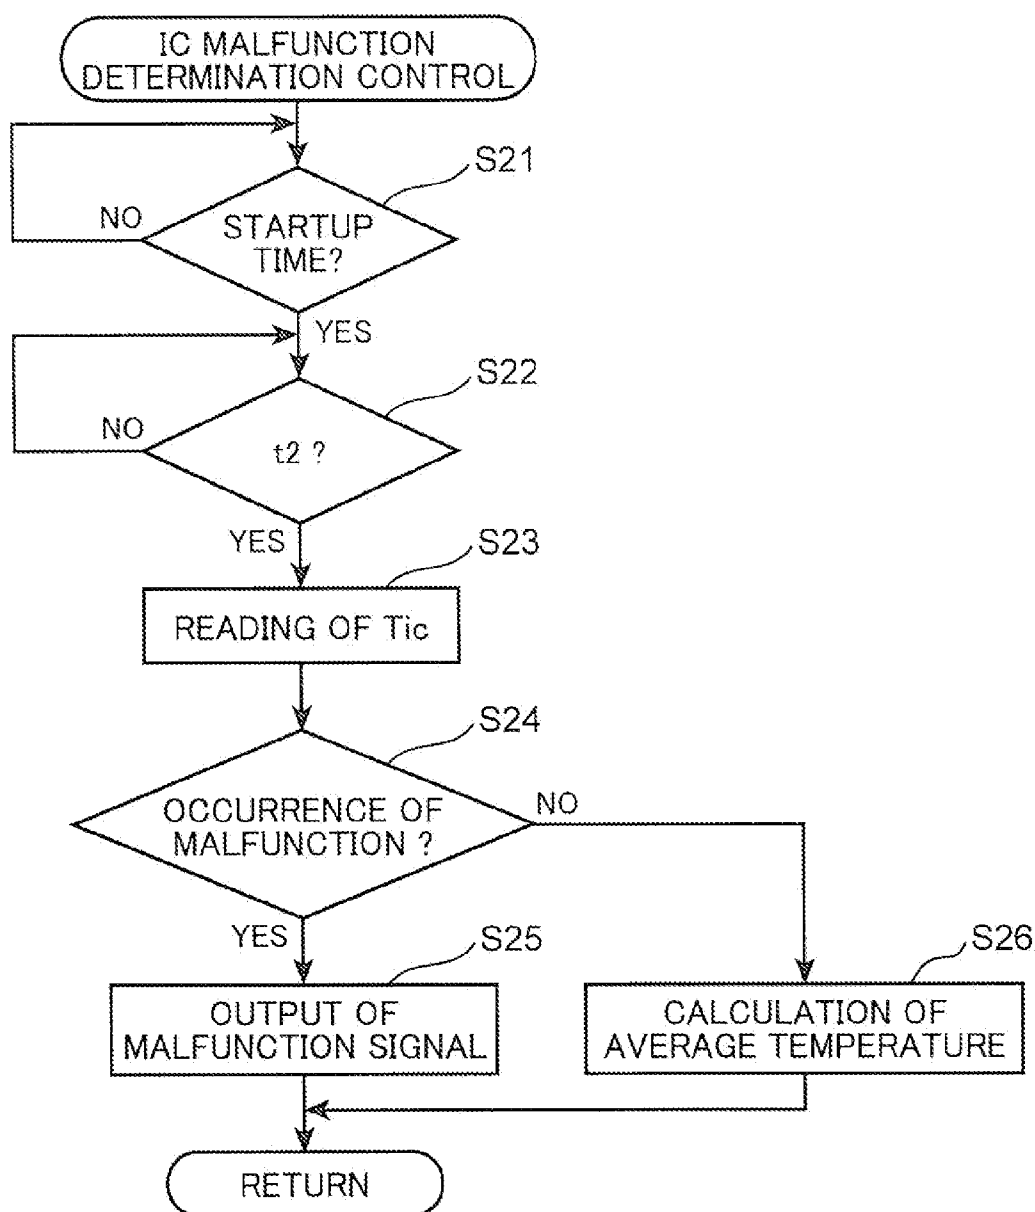 IC MALFUNCTION
DETERMINATION CONTROL
S21
NO
STARTUP
TIME?
YES
S22
NO
t2 ?
YES
S23
READING OF Tic
S24
OCCURRENCE OF
MALFUNCTION ?
NO
YES
S25
S26
OUTPUT OF
MALFUNCTION SIGNAL
CALCULATION OF
AVERAGE TEMPERATURE
RETURN